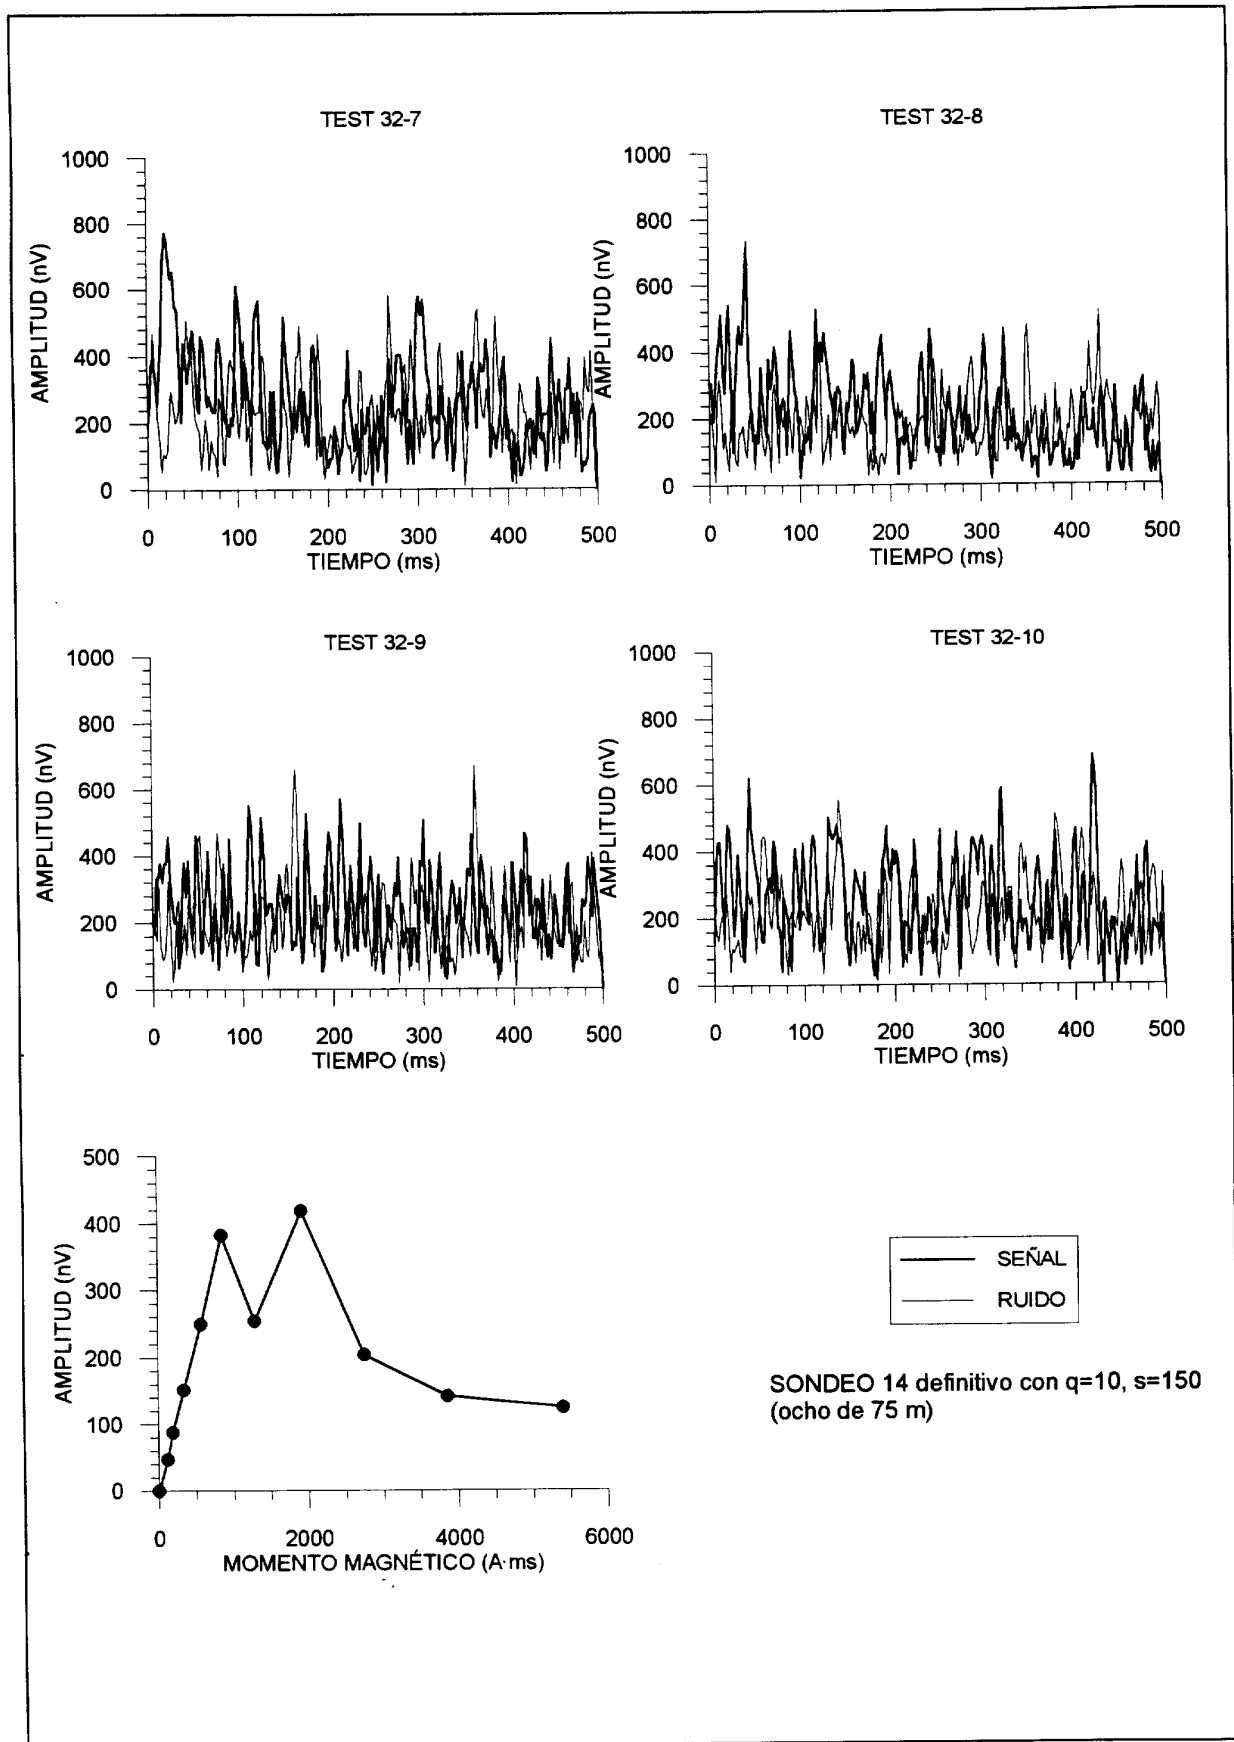 TEST 32-7
1000
800
600
400
200
0
AMPLITUD (nV)
0 100 200 300 400 500
TIEMPO (ms)
TEST 32-8
1000
800
600
400
200
0
AMPLITUD (nV)
0 100 200 300 400 500
TIEMPO (ms)
TEST 32-9
1000
800
600
400
200
0
AMPLITUD (nV)
0 100 200 300 400 500
TIEMPO (ms)
TEST 32-10
1000
800
600
400
200
0
AMPLITUD (nV)
0 100 200 300 400 500
TIEMPO (ms)
500
400
300
200
100
0
AMPLITUD (nV)
0 2000 4000 6000
MOMENTO MAGNÉTICO (A·ms)
SEÑAL
RUIDO
SONDEO 14 definitivo con q=10, s=150
(ocho de 75 m)